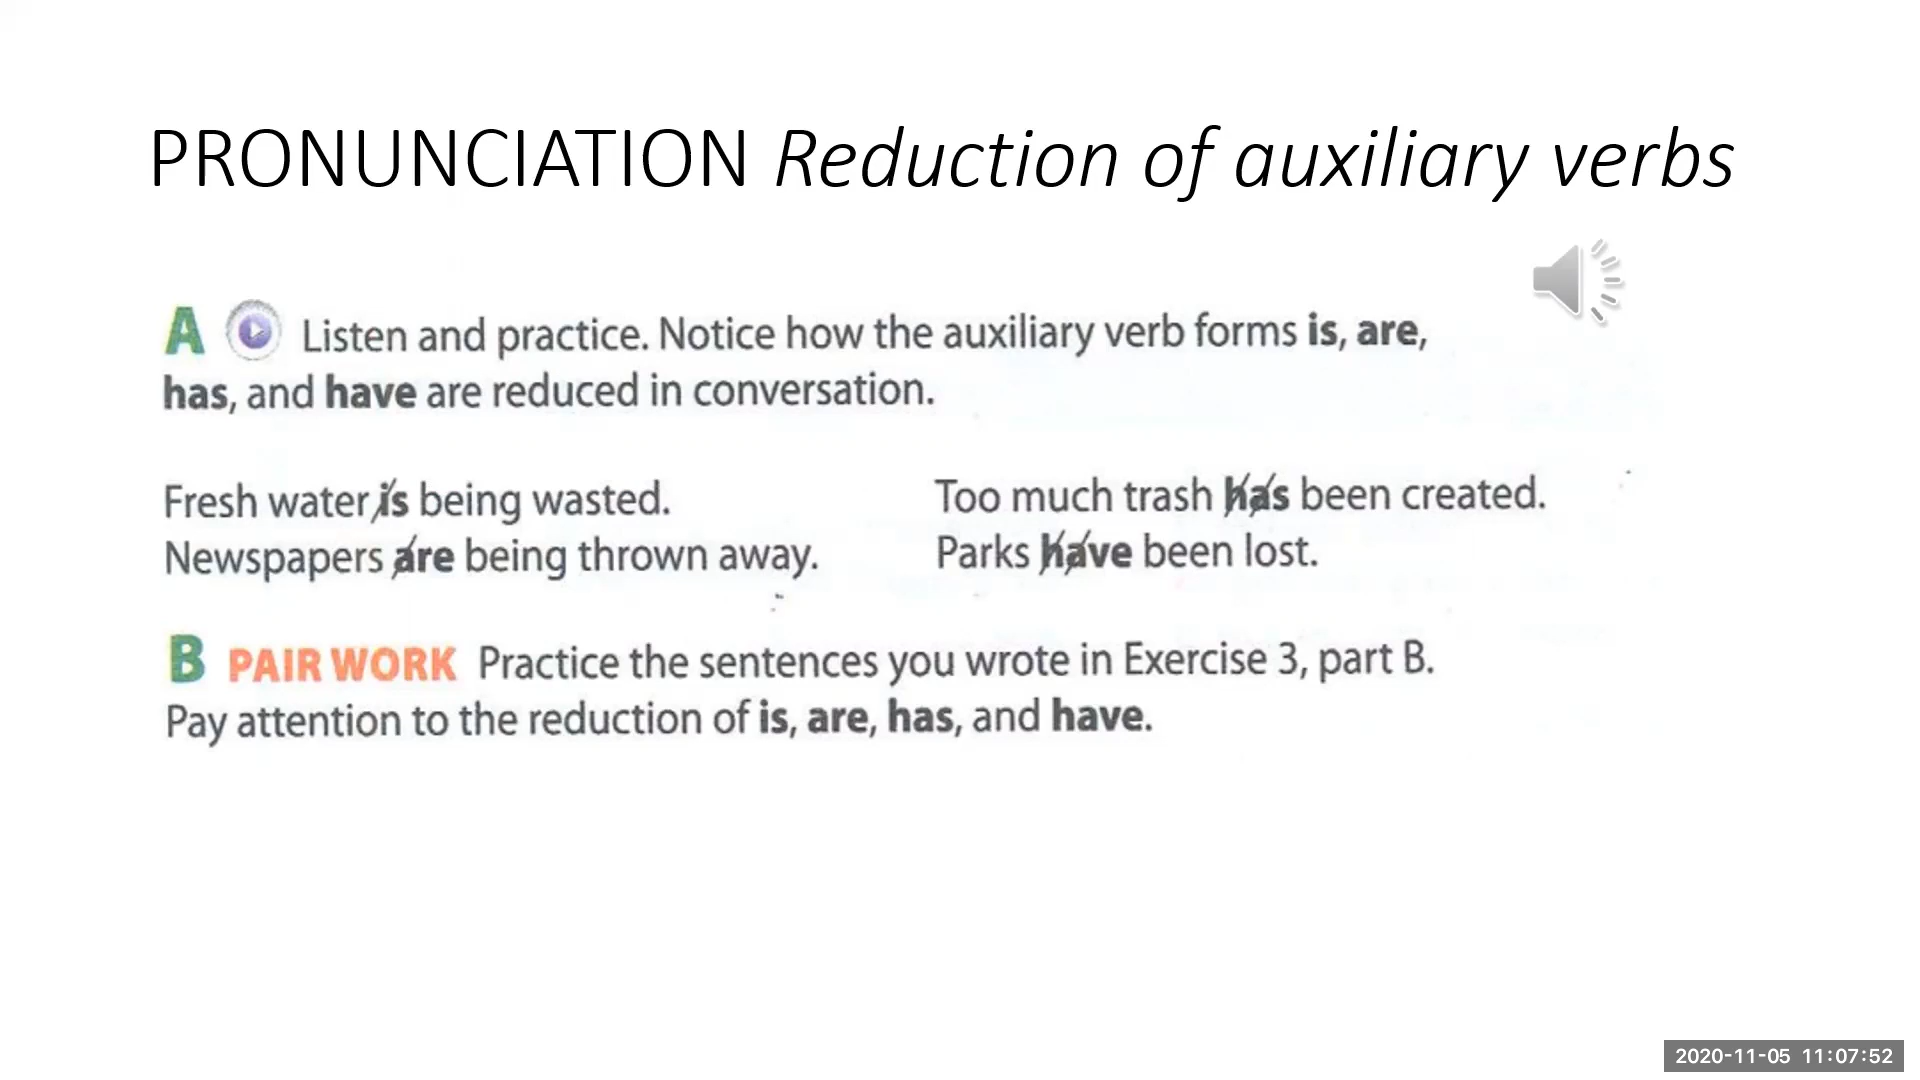 PRONUNCIATION Reduction of auxiliary verbs
A Listen and practice. Notice how the auxiliary verb forms is, are,
has, and have are reduced in conversation.
Fresh water is being wasted.
Newspapers are being thrown away.
Too much trash has been created.
Parks have been lost.
B PAIR WORK Practice the sentences you wrote in Exercise 3, part B.
Pay attention to the reduction of is, are, has, and have.
2020-11-05 11:07:52